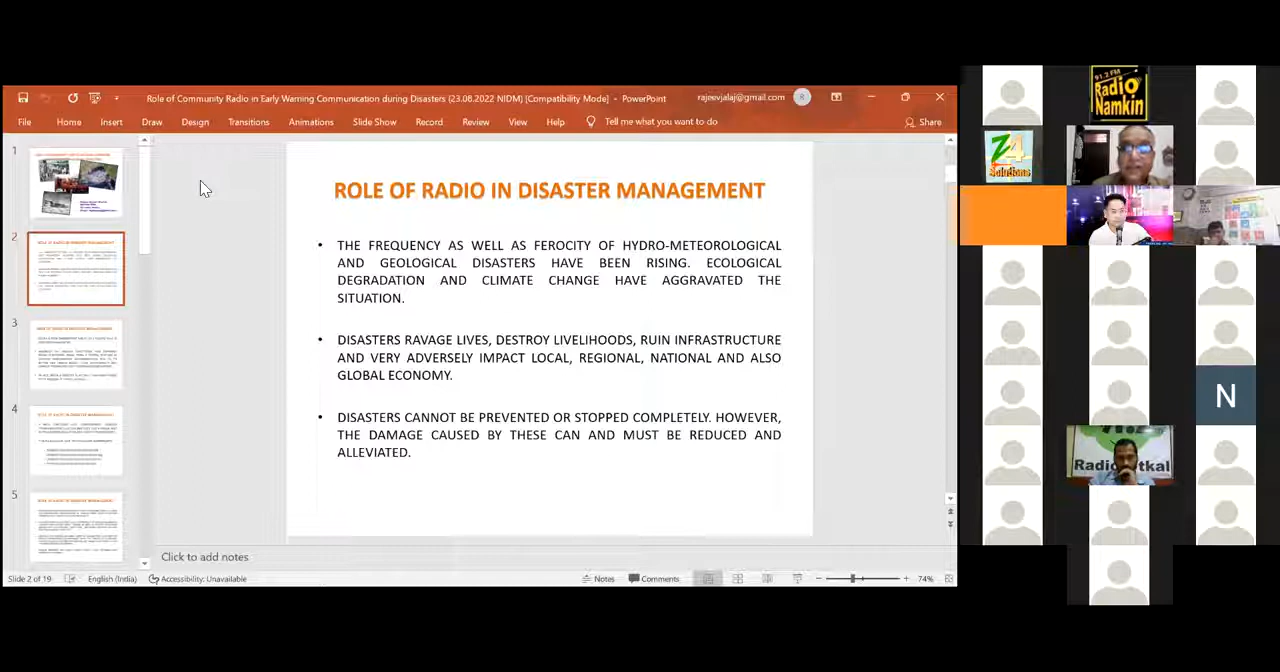 Role of Community Radio in Early Warning Communication during Disasters (23.08.2022 NIDM) [Compatibility Mode] - PowerPoint
rajeevjalaj@gmail.com
R
File Home Insert Draw Design Transitions Animations Slide Show Record Review View Help Tell me what you want to do Share
1
2
3
4
5
ROLE OF RADIO IN DISASTER MANAGEMENT
• THE FREQUENCY AS WELL AS FEROCITY OF HYDRO-METEOROLOGICAL
AND GEOLOGICAL DISASTERS HAVE BEEN RISING. ECOLOGICAL
DEGRADATION AND CLIMATE CHANGE HAVE AGGRAVATED THE
SITUATION.
• DISASTERS RAVAGE LIVES, DESTROY LIVELIHOODS, RUIN INFRASTRUCTURE
AND VERY ADVERSELY IMPACT LOCAL, REGIONAL, NATIONAL AND ALSO
GLOBAL ECONOMY.
• DISASTERS CANNOT BE PREVETED OR STOPPED COMPLETELY. HOWEVER,
THE DAMAGE CAUSED BY THESE CAN AND MUST BE REDUCED AND
ALLEVIATED.
Click to add notes
Slide 2 of 19 English (India) Accessibility: Unavailable Notes Comments 74%
91.2 FM
Radio
Namkin
Z4
Solutions
N
Radio